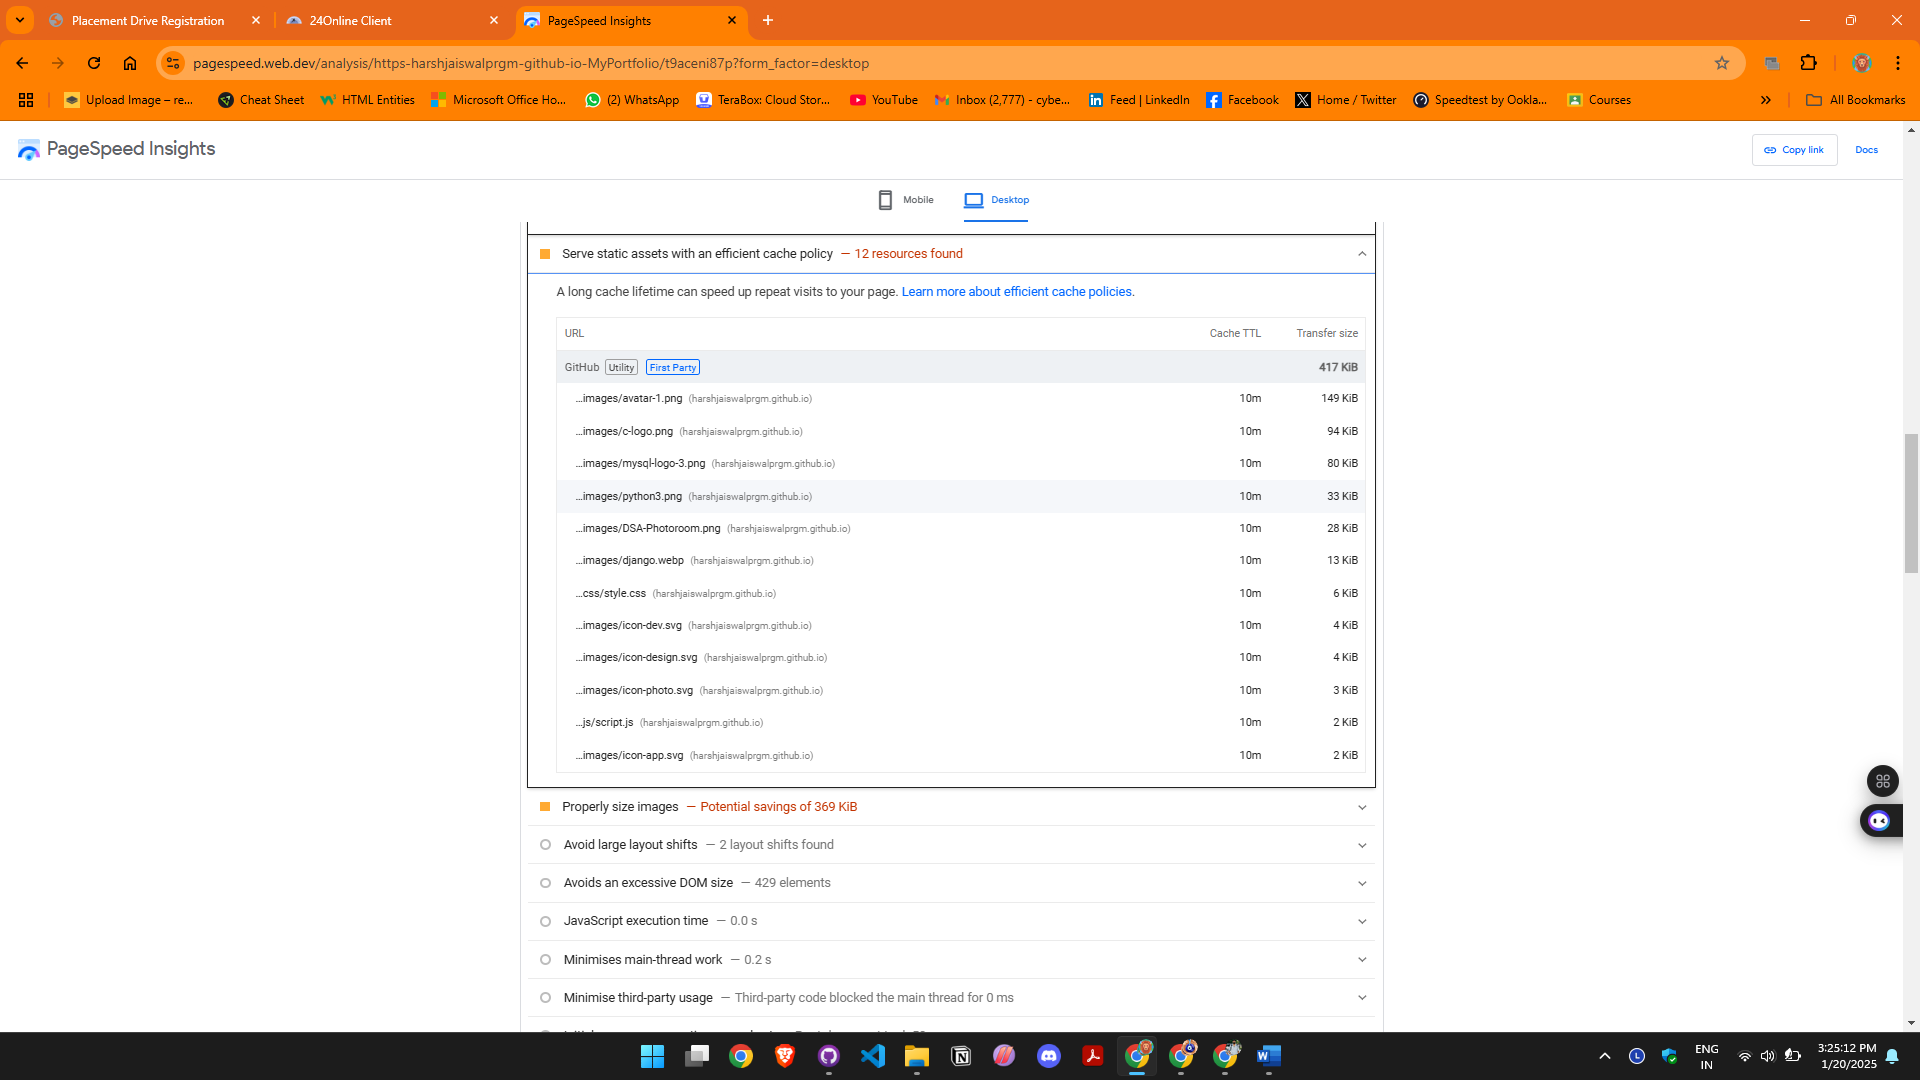 Placement Drive Registration
24Online Client
PageSpeed Insights
pagespeed.web.dev/analysis/https-harshjaiswalprgm-github-io-MyPortfolio/t9aceni87p?form_factor=desktop
Upload Image – re...
Cheat Sheet
HTML Entities
Microsoft Office Ho...
(2) WhatsApp
TeraBox: Cloud Stor...
YouTube
Inbox (2,777) - cybe...
Feed | LinkedIn
Facebook
Home / Twitter
Speedtest by Ookla...
Courses
All Bookmarks
PageSpeed Insights
Copy link
Docs
Mobile
Desktop
Serve static assets with an efficient cache policy — 12 resources found
A long cache lifetime can speed up repeat visits to your page. Learn more about efficient cache policies.
URL Cache TTL Transfer size
GitHub Utility First Party 417 KiB
...images/avatar-1.png (harshjaiswalprgm.github.io) 10m 149 KiB
...images/c-logo.png (harshjaiswalprgm.github.io) 10m 94 KiB
...images/mysql-logo-3.png (harshjaiswalprgm.github.io) 10m 80 KiB
...images/python3.png (harshjaiswalprgm.github.io) 10m 33 KiB
...images/DSA-Photoroom.png (harshjaiswalprgm.github.io) 10m 28 KiB
...images/django.webp (harshjaiswalprgm.github.io) 10m 13 KiB
...css/style.css (harshjaiswalprgm.github.io) 10m 6 KiB
...images/icon-dev.svg (harshjaiswalprgm.github.io) 10m 4 KiB
...images/icon-design.svg (harshjaiswalprgm.github.io) 10m 4 KiB
...images/icon-photo.svg (harshjaiswalprgm.github.io) 10m 3 KiB
...js/script.js (harshjaiswalprgm.github.io) 10m 2 KiB
...images/icon-app.svg (harshjaiswalprgm.github.io) 10m 2 KiB
Properly size images — Potential savings of 369 KiB
Avoid large layout shifts — 2 layout shifts found
Avoids an excessive DOM size — 429 elements
JavaScript execution time — 0.0 s
Minimises main-thread work — 0.2 s
Minimise third-party usage — Third-party code blocked the main thread for 0 ms
ENG
IN
3:25:12 PM
1/20/2025